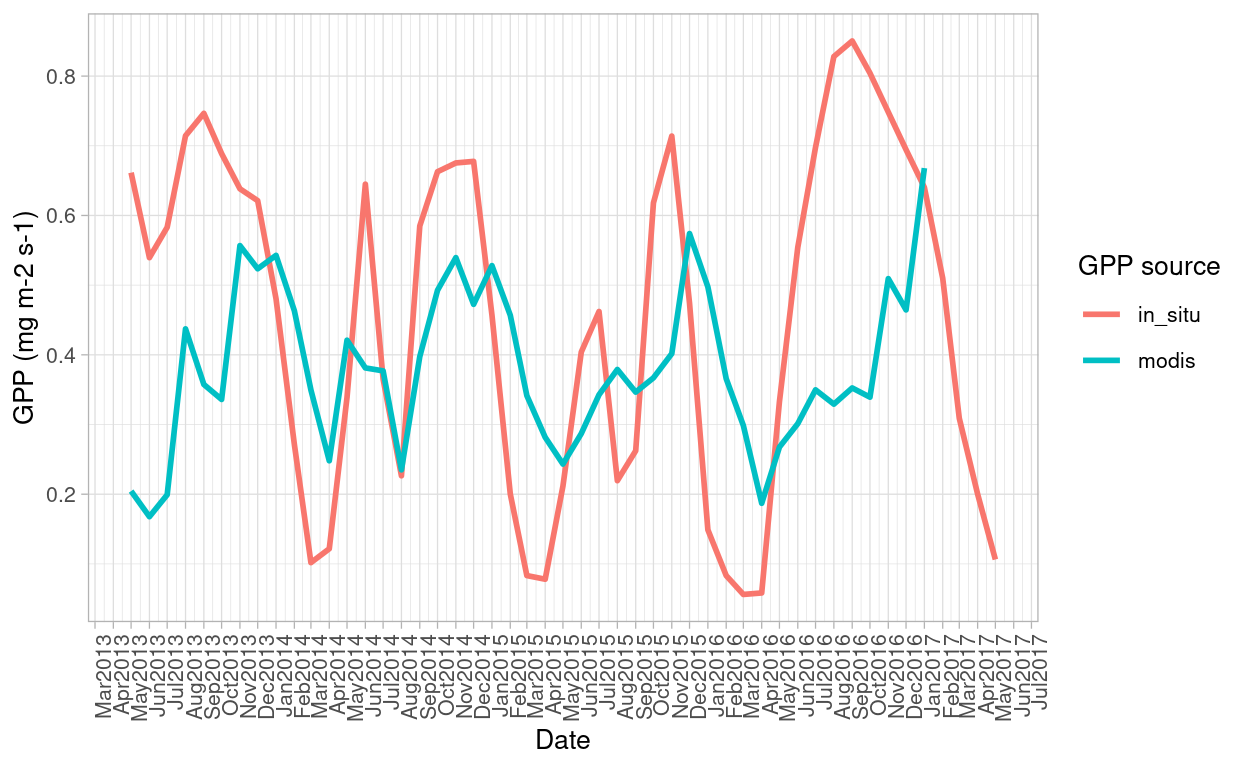 GPP (mg m-2 s-1)
0.8
0.6
0.4
0.2
Mar2013
Apr2013
May2013
Jun2013
Jul2013
Aug2013
Sep2013
Oct2013
Nov2013
Dec2013
Jan2014
Feb2014
Mar2014
Apr2014
May2014
Jun2014
Jul2014
Aug2014
Sep2014
Oct2014
Nov2014
Dec2014
Jan2015
Feb2015
Mar2015
Apr2015
May2015
Jun2015
Jul2015
Aug2015
Sep2015
Oct2015
Nov2015
Dec2015
Jan2016
Feb2016
Mar2016
Apr2016
May2016
Jun2016
Jul2016
Aug2016
Sep2016
Oct2016
Nov2016
Dec2016
Jan2017
Feb2017
Mar2017
Apr2017
May2017
Jun2017
Jul2017
Date
GPP source
in_situ
modis